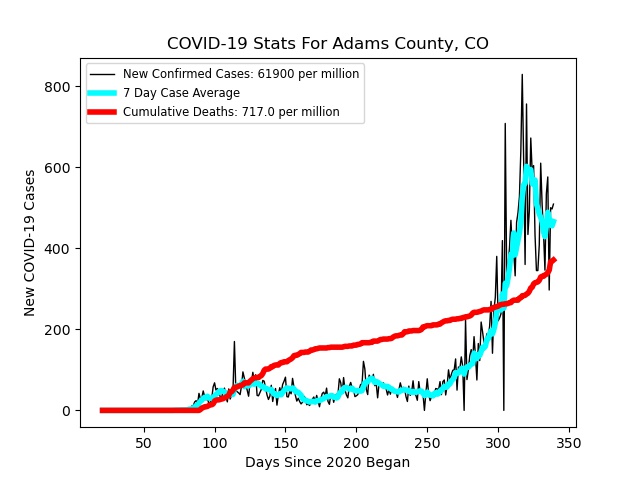 COVID-19 Stats For Adams County, CO
New Confirmed Cases: 61900 per million
7 Day Case Average
Cumulative Deaths: 717.0 per million
New COVID-19 Cases
800
600
400
200
0
50 100 150 200 250 300 350
Days Since 2020 Began